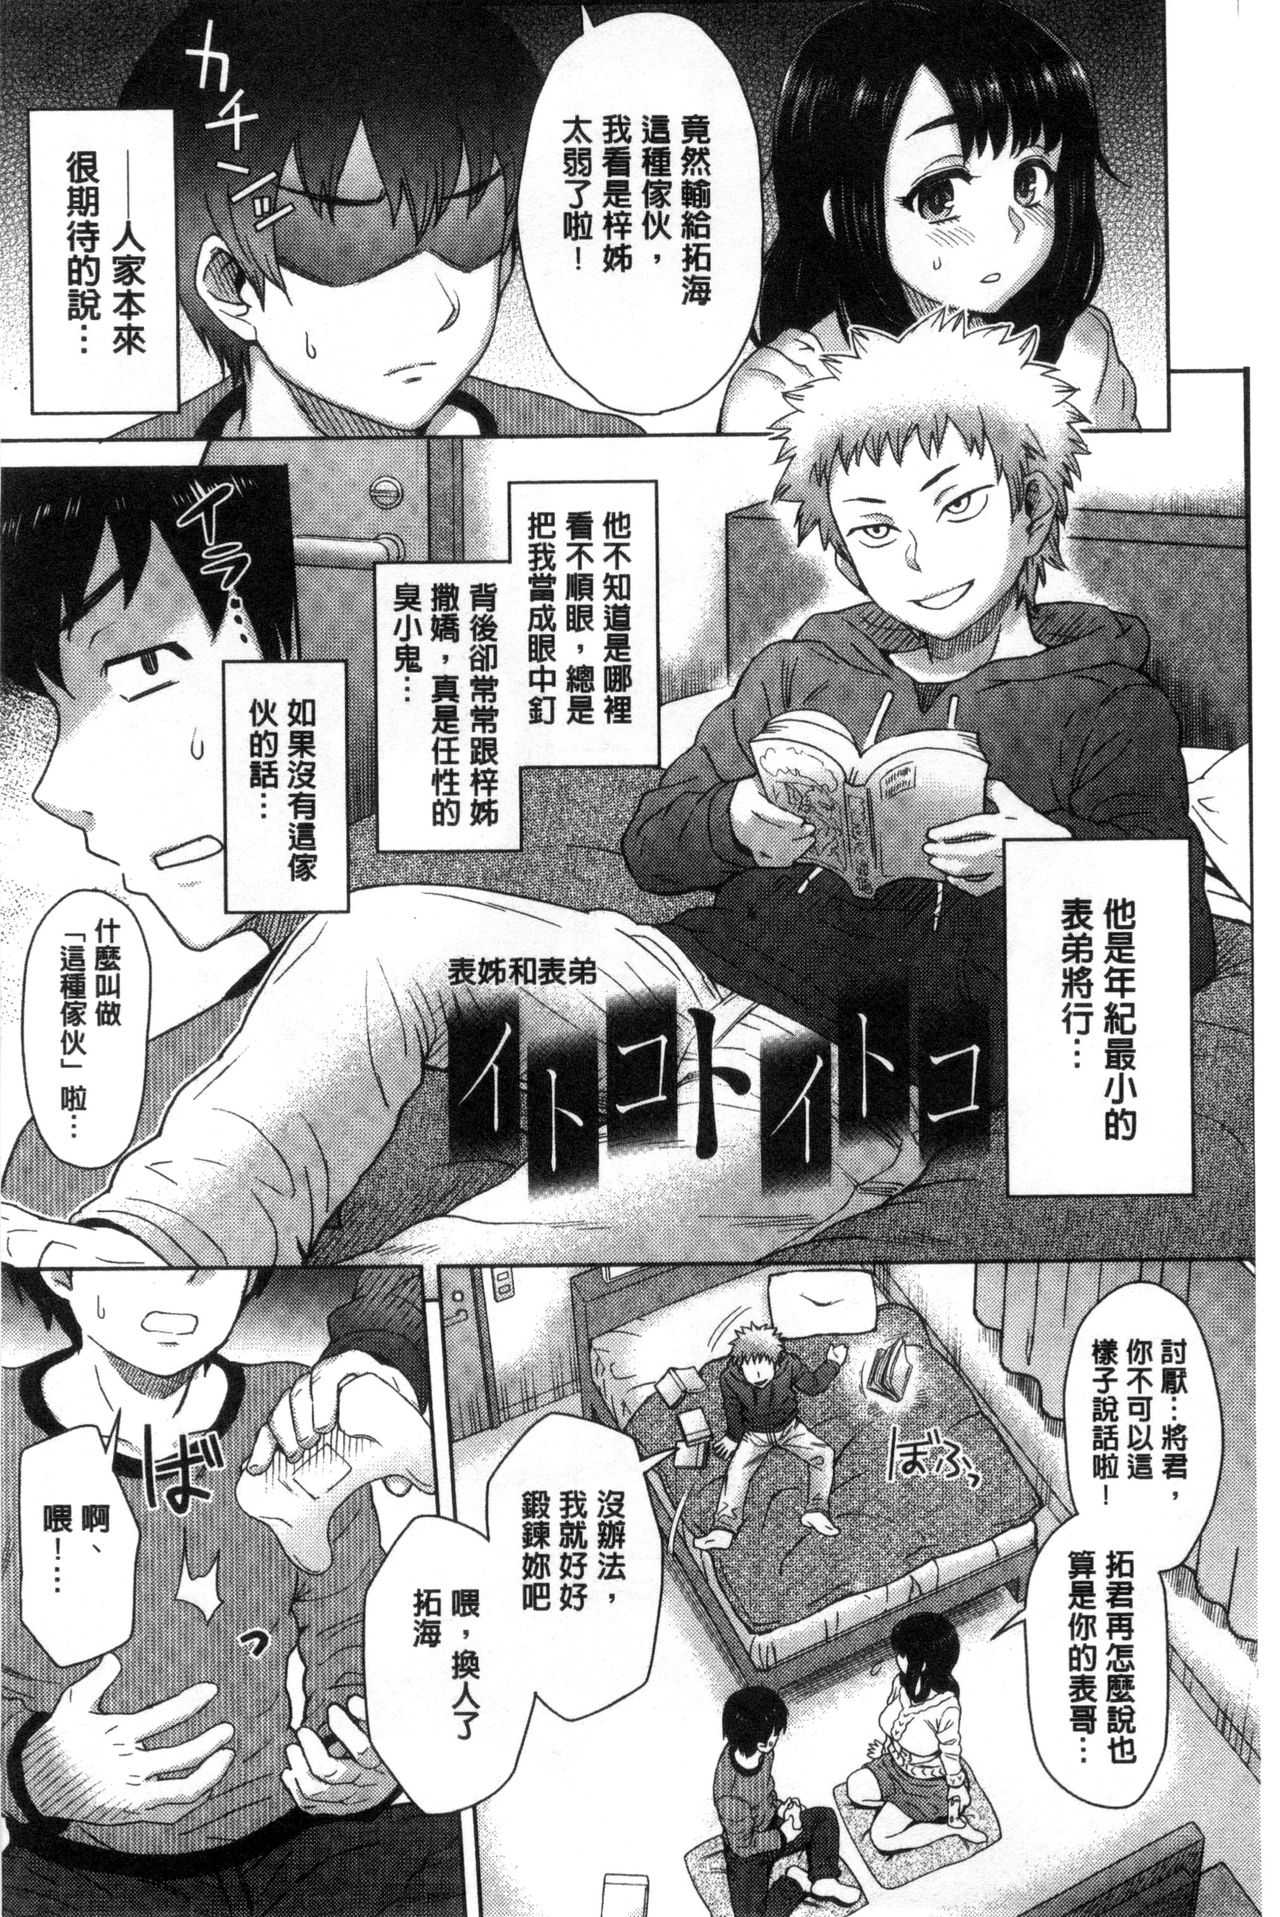 竟然輸給拓海
這種傢伙，
我看是梓姊
太弱了啦！
カチンッ
──人家本來
很期待的說…
他是年紀最小的
表弟將行…
他不知道是哪裡
看不順眼，總是
把我當成眼中釘
背後卻常常跟梓姊
撒嬌，真是任性的
臭小鬼…
イラ…
如果沒有這傢
伙的話…
什麼叫做
「這種傢伙」啦…
表姊和表弟
イトコトイトコ
討厭…將君，
你不可以這
樣子說話啦！
拓君再怎麼說也
算是你的表哥…
ぼふっ
沒辦法，
我就好好
鍛鍊妳吧
喂，換人了
拓海
ばっ
啊、
喂！…